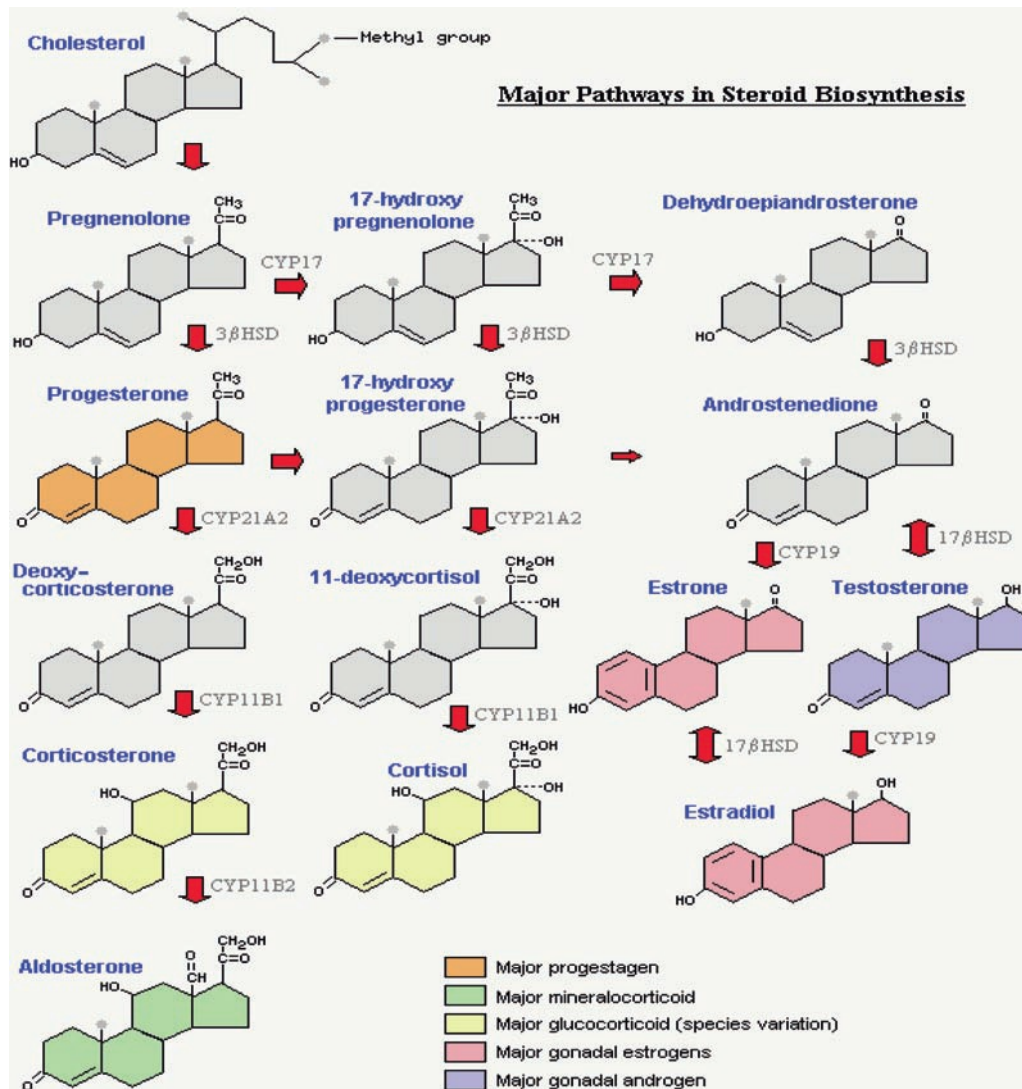 Cholesterol
Methyl group
Major Pathways in Steroid Biosynthesis
HO
Pregnenolone
CH3
C=O
HO
CYP17
17-hydroxy
pregnenolone
CH3
C=O
OH
HO
CYP17
Dehydroepiandrosterone
O
HO
3βHSD
3βHSD
3βHSD
Progesterone
CH3
C=O
O
17-hydroxy
progesterone
CH3
C=O
OH
O
Androstenedione
O
O
CYP21A2
CYP21A2
CYP19
17βHSD
Deoxy-
corticosterone
CH2OH
C=O
O
11-deoxycortisol
CH2OH
C=O
OH
O
Estrone
O
HO
Testosterone
OH
O
CYP11B1
CYP11B1
17βHSD
CYP19
Corticosterone
CH2OH
C=O
HO
O
Cortisol
CH2OH
C=O
HO
OH
O
Estradiol
OH
HO
CYP11B2
Aldosterone
CH2OH
O
C=O
HO
CH
O
Major progestagen
Major mineralocorticoid
Major glucocorticoid (species variation)
Major gonadal estrogens
Major gonadal androgen